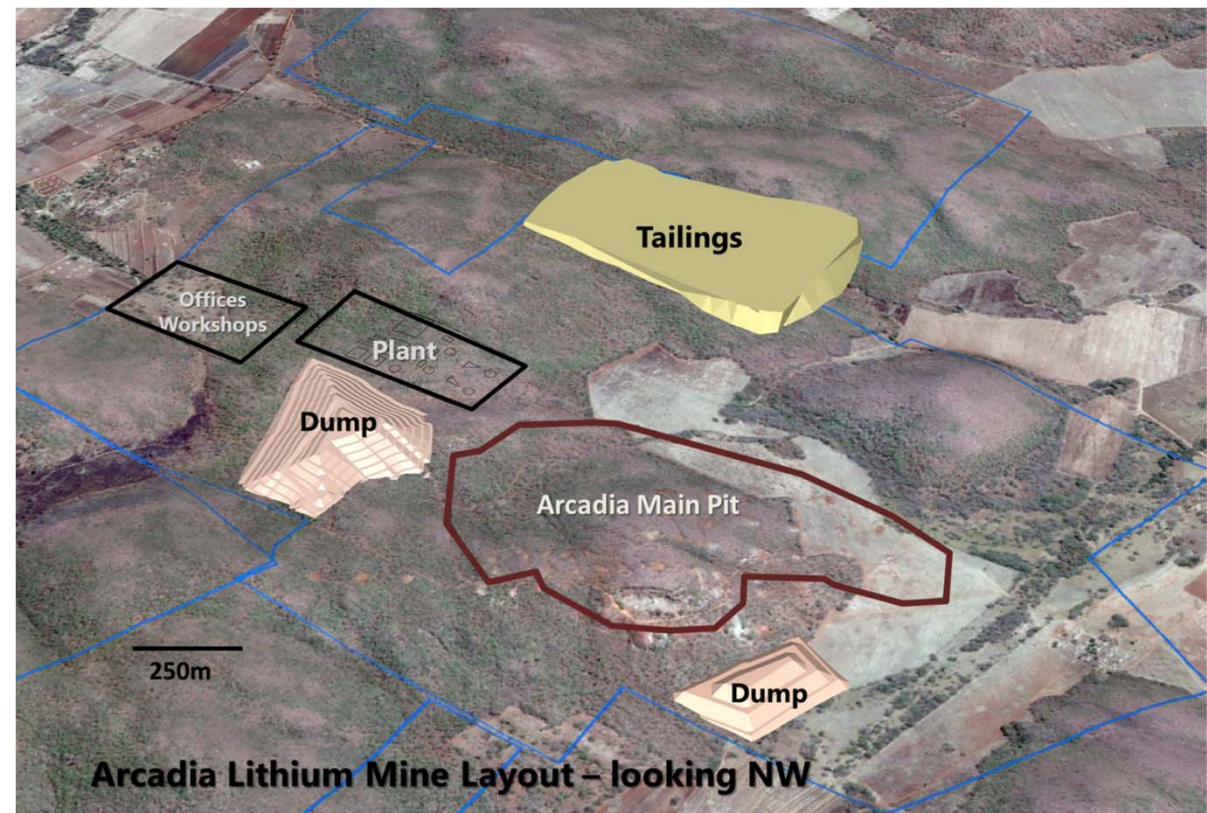 Tailings
Offices
Workshops
Plant
Dump
Arcadia Main Pit
250m
Dump
Arcadia Lithium Mine Layout – looking NW